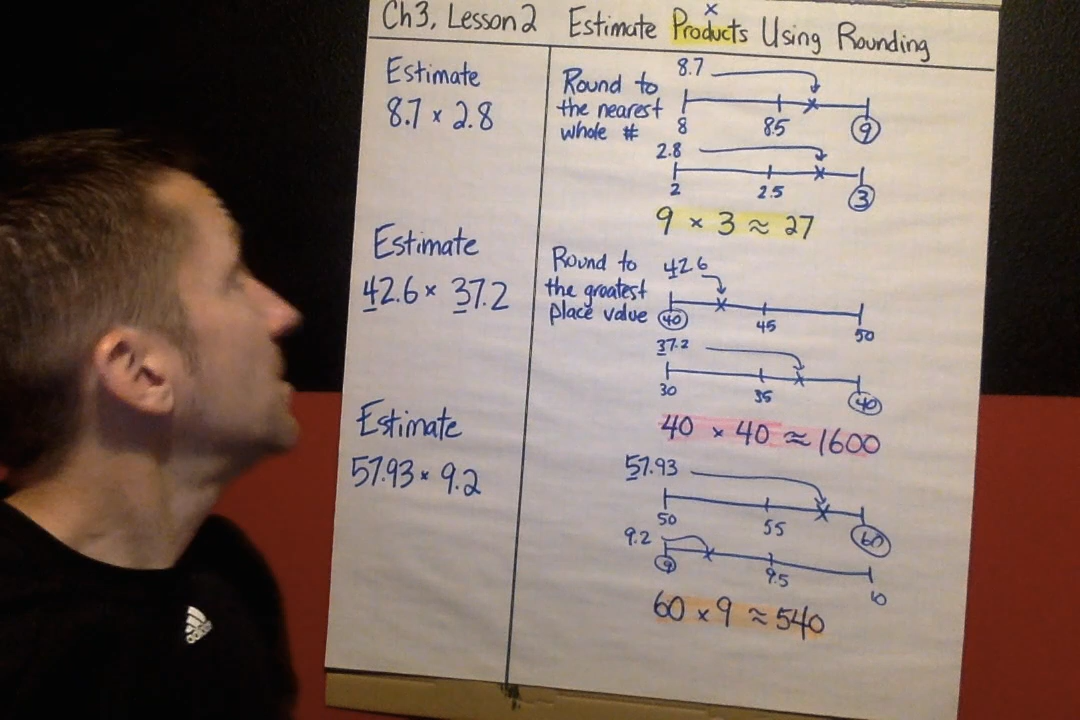 ×
Ch3, Lesson 2 Estimate Products Using Rounding
Estimate
8.7 × 2.8
Round to
the nearest
whole #
8.7
8 8.5 9
2.8
2 2.5 3
9 × 3 ≈ 27
Estimate
42.6 × 37.2
Round to
the greatest
place value
42.6
40 45 50
37.2
30 35 40
40 × 40 ≈ 1600
Estimate
57.93 × 9.2
57.93
50 55 60
9.2
9 9.5 10
60 × 9 ≈ 540
adidas